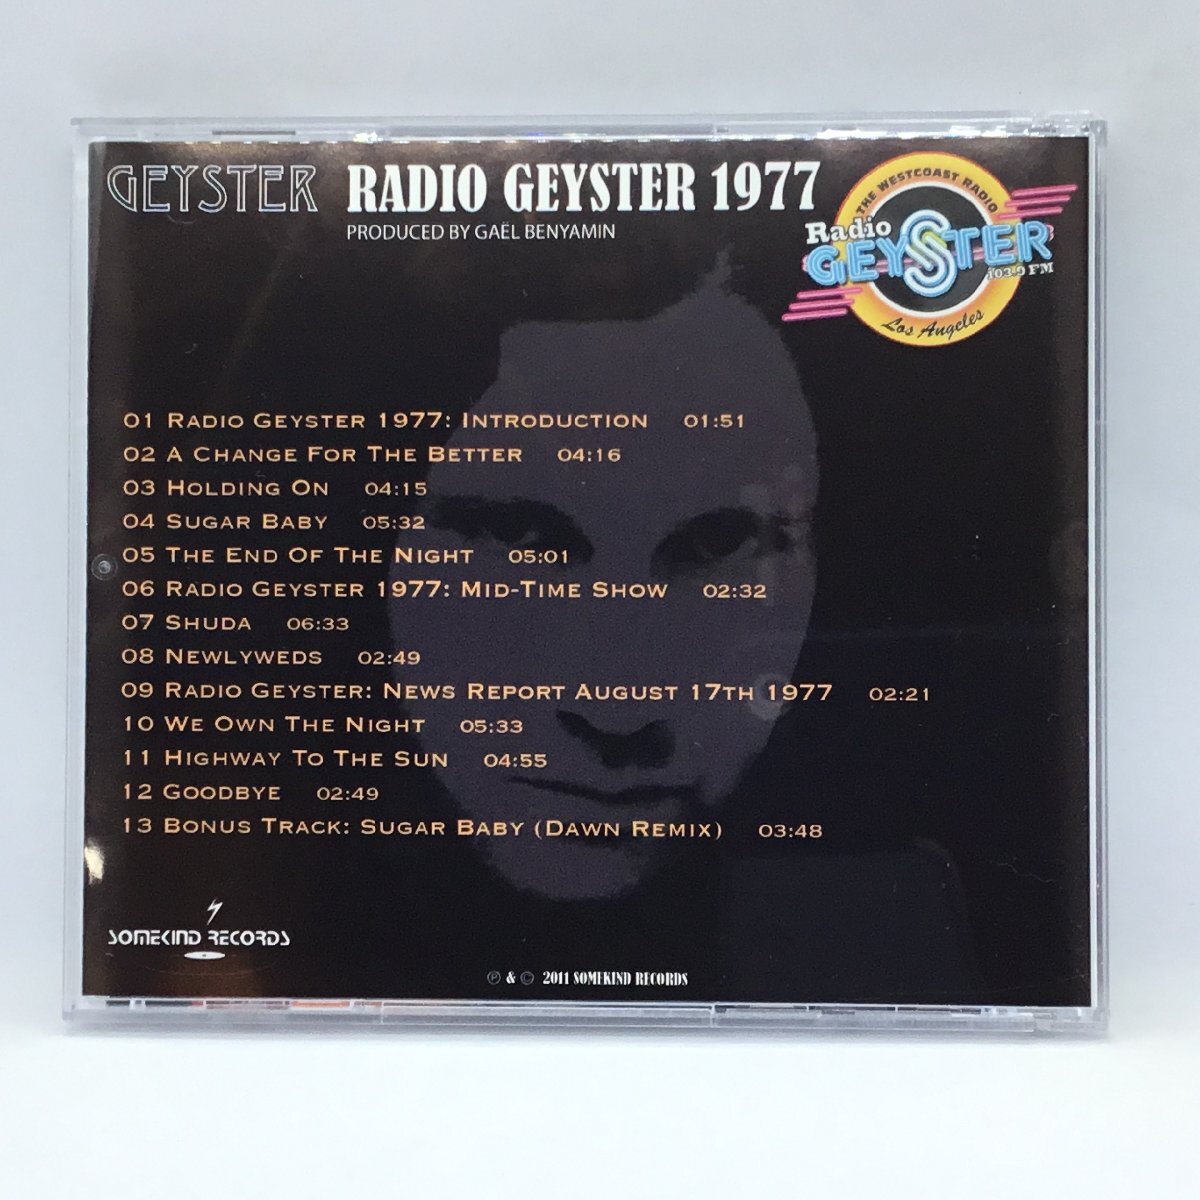 GEYSTER RADIO GEYSTER 1977
PRODUCED BY GAËL BENYAMIN
THE WESTCOAST RADIO
Radio
GEYSTER
103.9 FM
Los Angeles
01 RADIO GEYSTER 1977: INTRODUCTION 01:51
02 A CHANGE FOR THE BETTER 04:16
03 HOLDING ON 04:15
04 SUGAR BABY 05:32
05 THE END OF THE NIGHT 05:01
06 RADIO GEYSTER 1977: MID-TIME SHOW 02:32
07 SHUDA 06:33
08 NEWLYWEDS 02:49
09 RADIO GEYSTER: NEWS REPORT AUGUST 17TH 1977 02:21
10 WE OWN THE NIGHT 05:33
11 HIGHWAY TO THE SUN 04:55
12 GOODBYE 02:49
13 BONUS TRACK: SUGAR BABY (DAWN REMIX) 03:48
SOMEKIND RECORDS
℗ & © 2011 SOMEKIND RECORDS